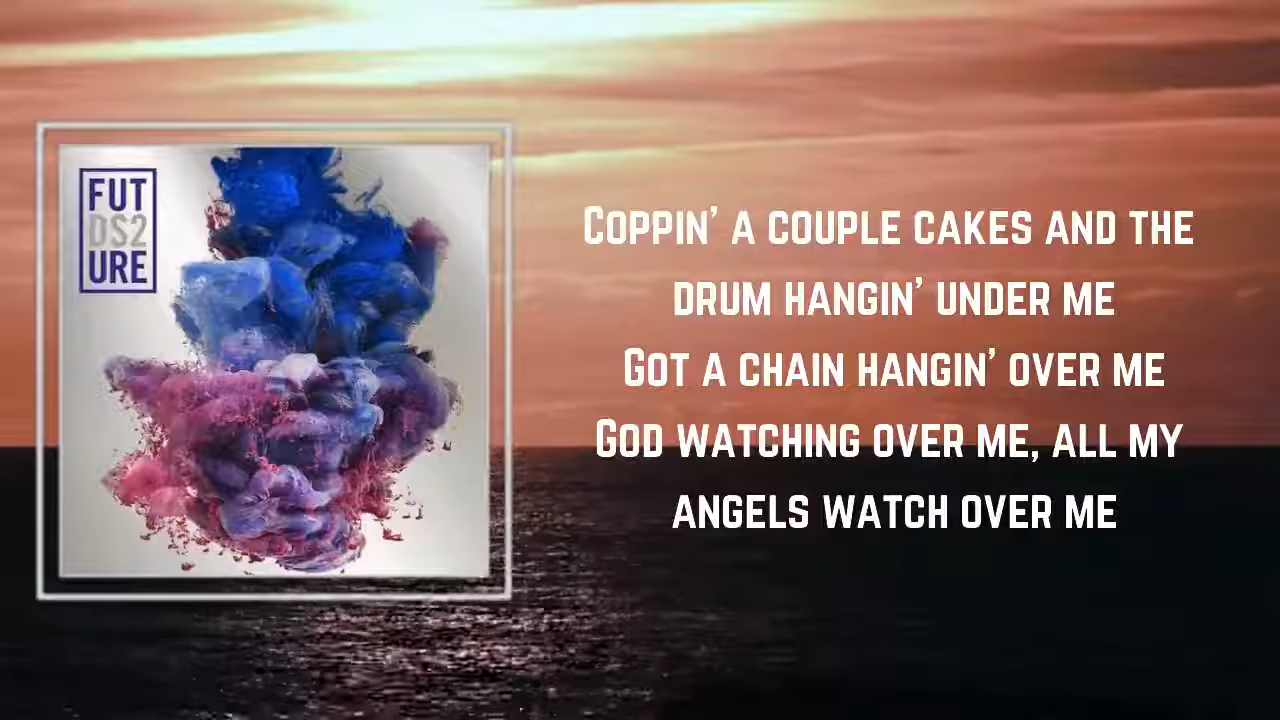 FUT
DS2
URE
Coppin' a couple cakes and the
drum hangin' under me
Got a chain hangin' over me
God watching over me, all my
angels watch over me